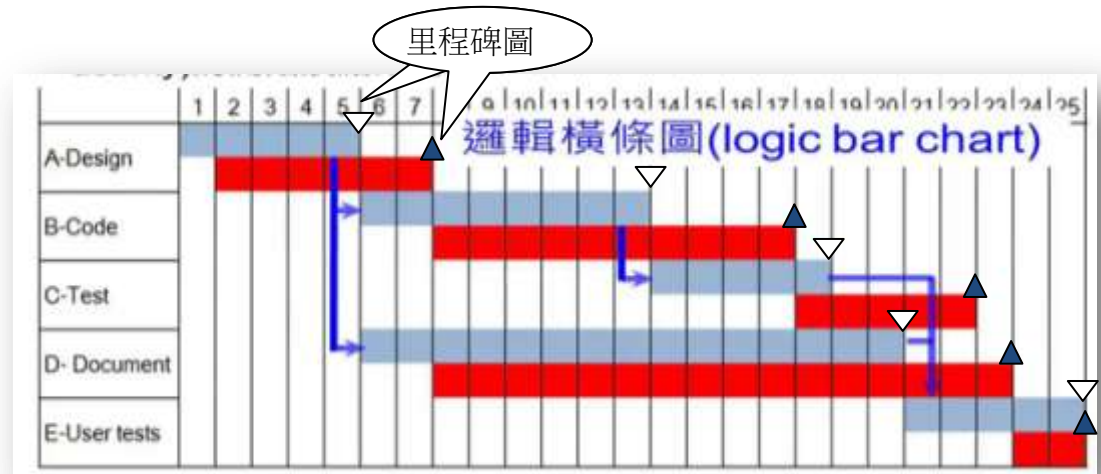 里程碑圖
1 2 3 4 5 6 7 9 10 11 12 13 14 15 16 17 18 19 20 21 22 23 24 25
邏輯橫條圖(logic bar chart)
A-Design
B-Code
C-Test
D- Document
E-User tests